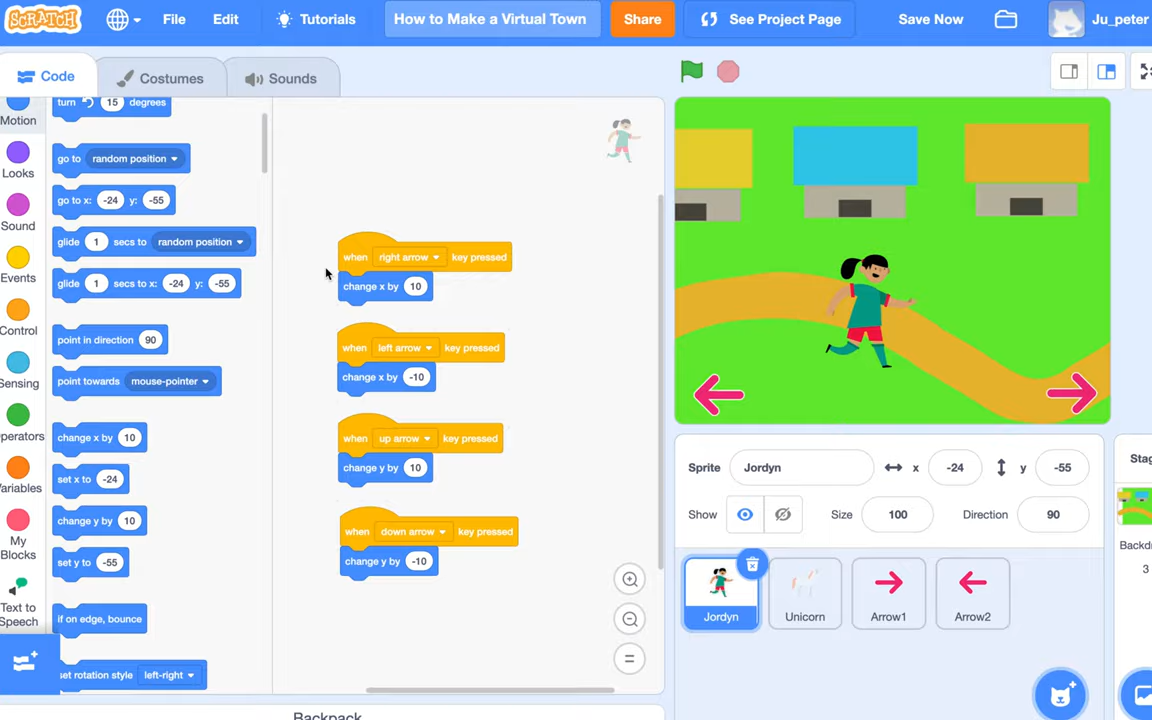 SCRATCH File Edit Tutorials How to Make a Virtual Town Share See Project Page Save Now Ju_peter
Code Costumes Sounds
Motion
Looks
Sound
Events
Control
Sensing
Operators
Variables
My
Blocks
Text to
Speech
turn 15 degrees
go to random position
go to x: -24 y: -55
glide 1 secs to random position
glide 1 secs to x: -24 y: -55
point in direction 90
point towards mouse-pointer
change x by 10
set x to -24
change y by 10
set y to -55
if on edge, bounce
set rotation style left-right
when right arrow key pressed
change x by 10
when left arrow key pressed
change x by -10
when up arrow key pressed
change y by 10
when down arrow key pressed
change y by -10
Backpack
Sprite Jordyn x -24 y -55
Show Size 100 Direction 90
Jordyn
Unicorn
Arrow1
Arrow2
Stag
Backdr
3